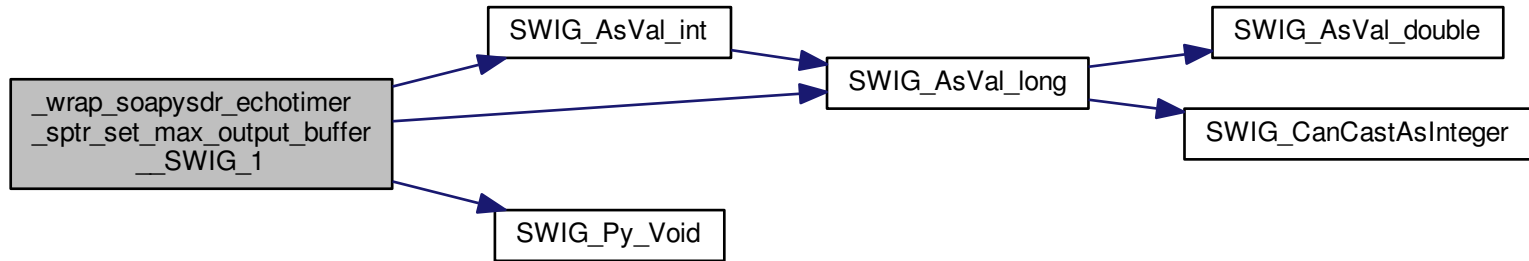 _wrap_soapysdr_echotimer
_sptr_set_max_output_buffer
__SWIG_1
SWIG_AsVal_int
SWIG_Py_Void
SWIG_AsVal_long
SWIG_AsVal_double
SWIG_CanCastAsInteger